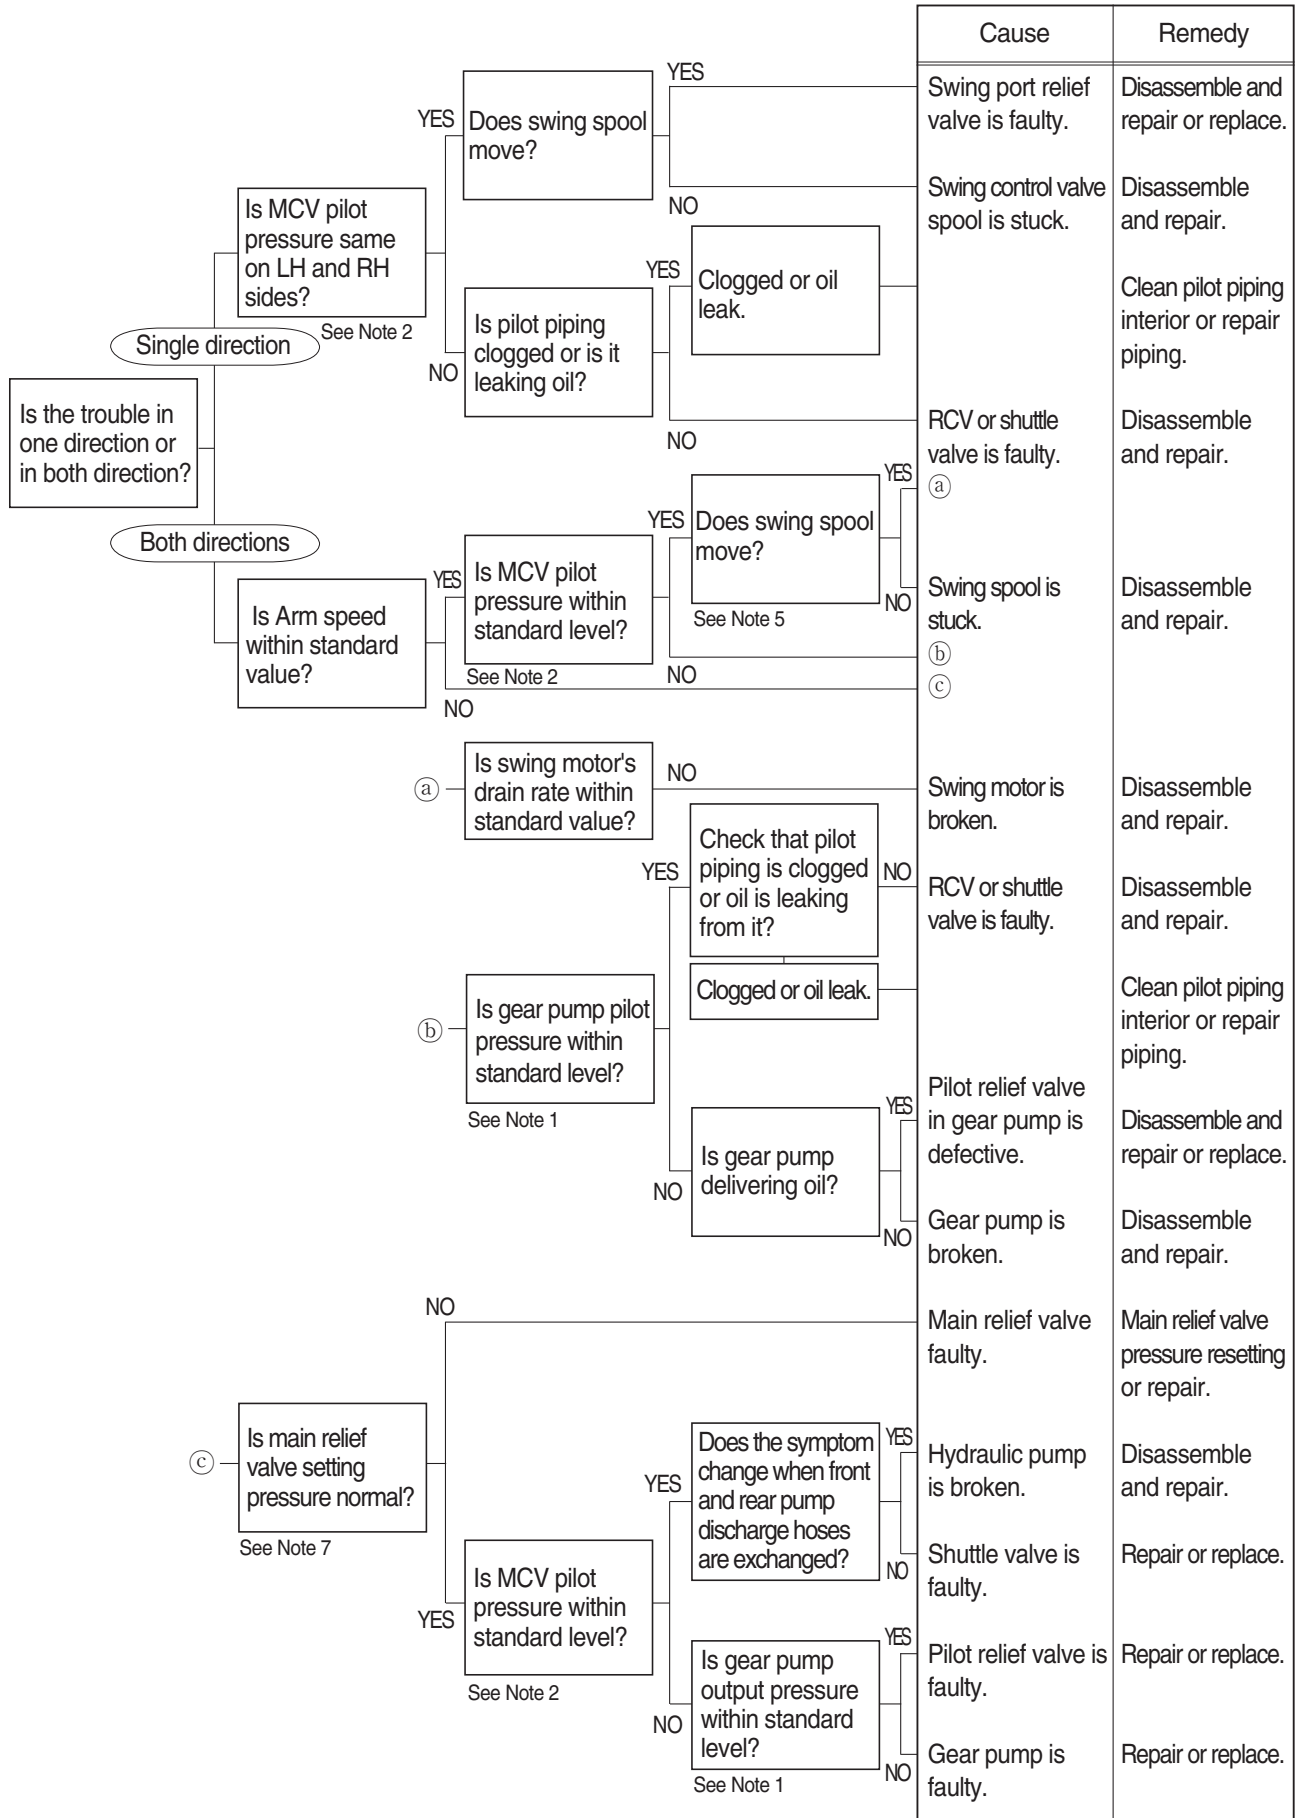 Cause
Remedy
YES
Swing port relief
valve is faulty.
Disassemble and
repair or replace.
YES
Does swing spool
move?
NO
Swing control valve
spool is stuck.
Disassemble
and repair.
Is MCV pilot
pressure same
on LH and RH
sides?
See Note 2
Single direction
YES
Clogged or oil
leak.
Clean pilot piping
interior or repair
piping.
NO
Is pilot piping
clogged or is it
leaking oil?
NO
RCV or shuttle
valve is faulty.
Disassemble
and repair.
Is the trouble in
one direction or
in both direction?
Both directions
YES
ⓐ
YES
Does swing spool
move?
See Note 5
NO
Swing spool is
stuck.
Disassemble
and repair.
YES
Is MCV pilot
pressure within
standard level?
See Note 2
NO
ⓑ
Is Arm speed
within standard
value?
NO
ⓒ
ⓐ
Is swing motor's
drain rate within
standard value?
NO
Swing motor is
broken.
Disassemble
and repair.
YES
Check that pilot
piping is clogged
or oil is leaking
from it?
NO
RCV or shuttle
valve is faulty.
Disassemble
and repair.
Clogged or oil leak.
Clean pilot piping
interior or repair
piping.
ⓑ
Is gear pump pilot
pressure within
standard level?
See Note 1
YES
Pilot relief valve
in gear pump is
defective.
Disassemble and
repair or replace.
NO
Is gear pump
delivering oil?
NO
Gear pump is
broken.
Disassemble
and repair.
NO
Main relief valve
faulty.
Main relief valve
pressure resetting
or repair.
ⓒ
Is main relief
valve setting
pressure normal?
See Note 7
YES
Does the symptom
change when front
and rear pump
discharge hoses
are exchanged?
YES
Hydraulic pump
is broken.
Disassemble
and repair.
NO
Shuttle valve is
faulty.
Repair or replace.
YES
Is MCV pilot
pressure within
standard level?
See Note 2
NO
Is gear pump
output pressure
within standard
level?
See Note 1
YES
Pilot relief valve is
faulty.
Repair or replace.
NO
Gear pump is
faulty.
Repair or replace.